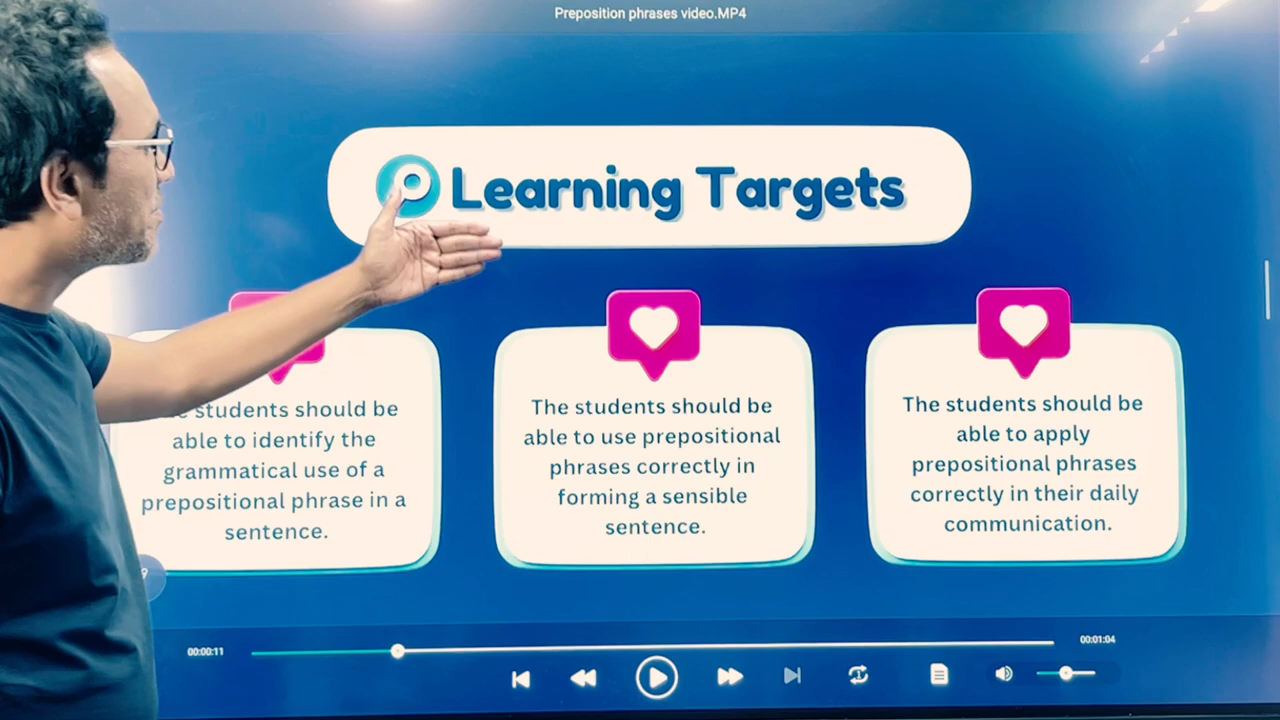 Preposition phrases video.MP4
Learning Targets
students should be
able to identify the
grammatical use of a
prepositional phrase in a
sentence.
The students should be
able to use prepositional
phrases correctly in
forming a sensible
sentence.
The students should be
able to apply
prepositional phrases
correctly in their daily
communication.
00:00:11
00:01:04